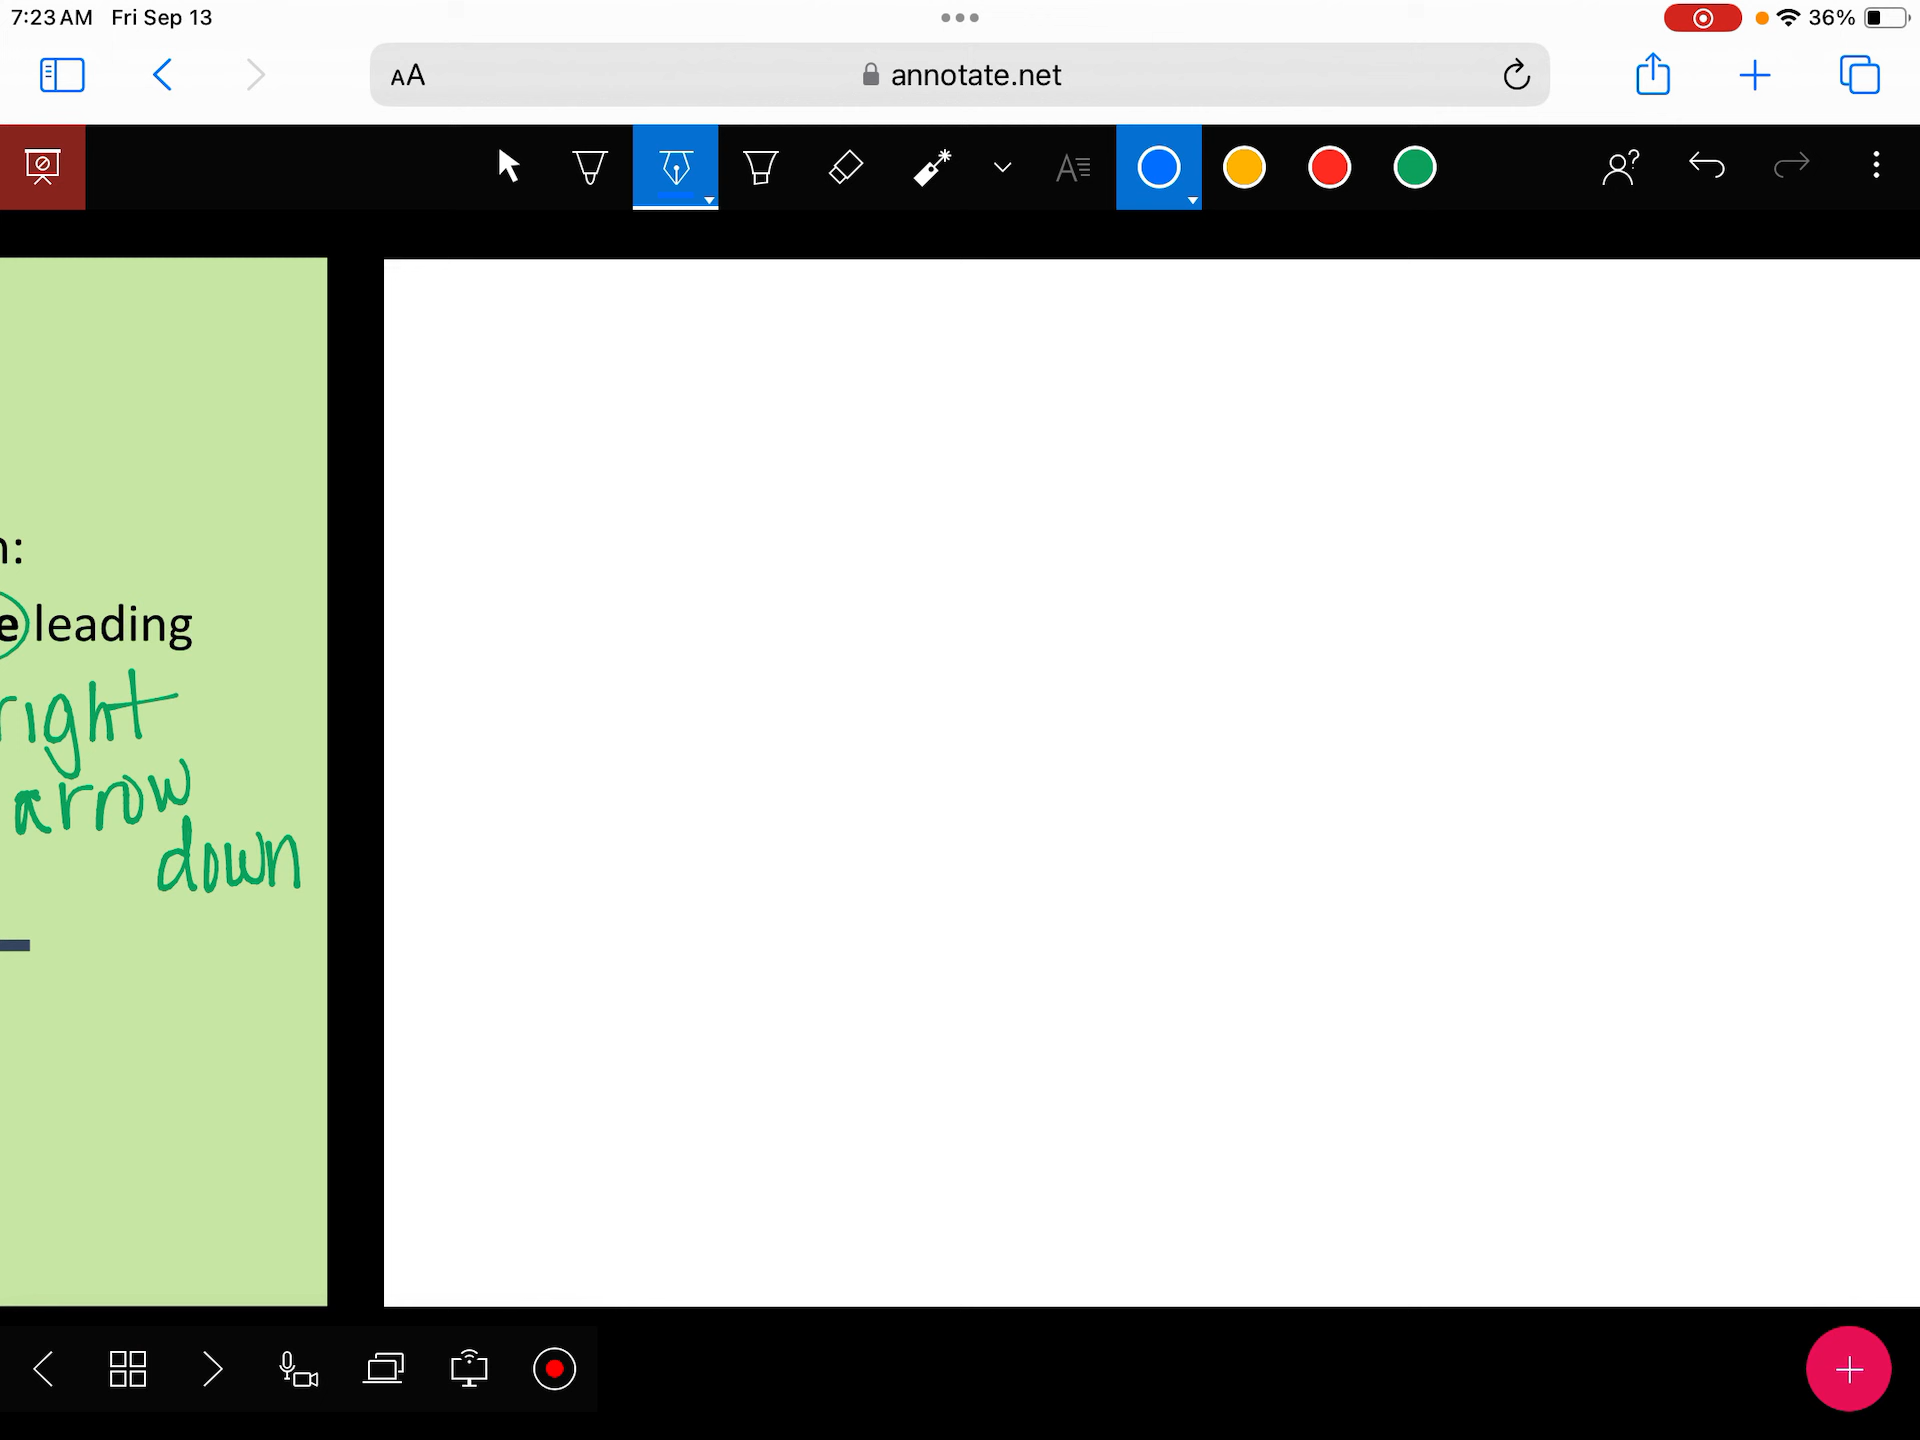 7:23 AM Fri Sep 13
36%
AA
annotate.net
A
n:
e leading
right
arrow
down